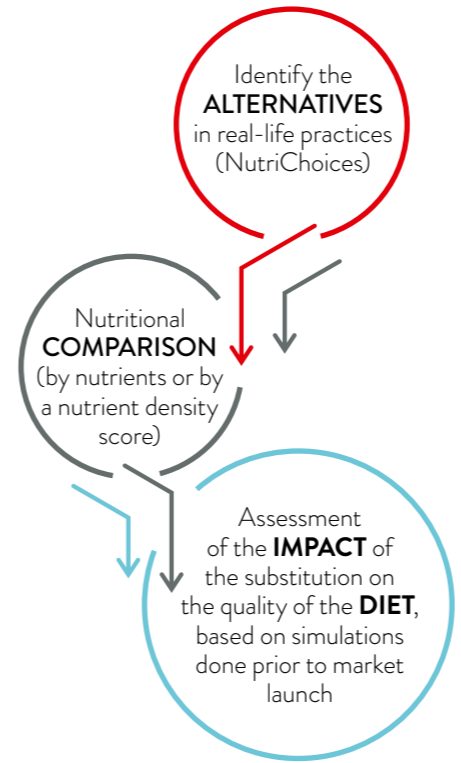 Identify the
ALTERNATIVES
in real-life practices
(NutriChoices)
Nutritional
COMPARISON
(by nutrients or by
a nutrient density
score)
Assessment
of the IMPACT of
the substitution on
the quality of the DIET,
based on simulations
done prior to market
launch